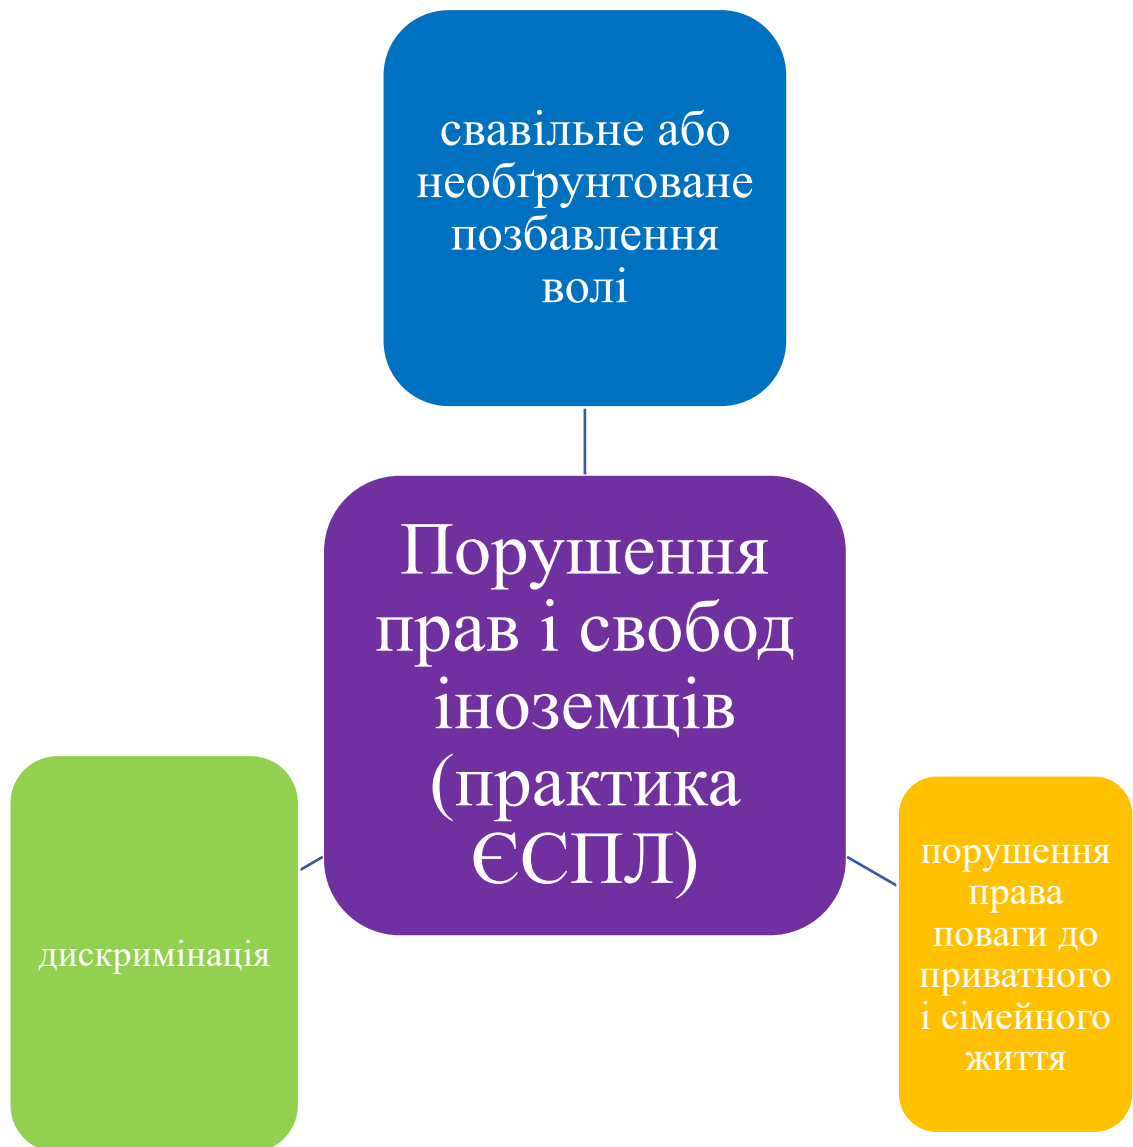 свавільне або
необґрунтоване
позбавлення
волі
Порушення
прав і свобод
іноземців
(практика
ЄСПЛ)
дискримінація
порушення
права
поваги до
приватного
і сімейного
життя